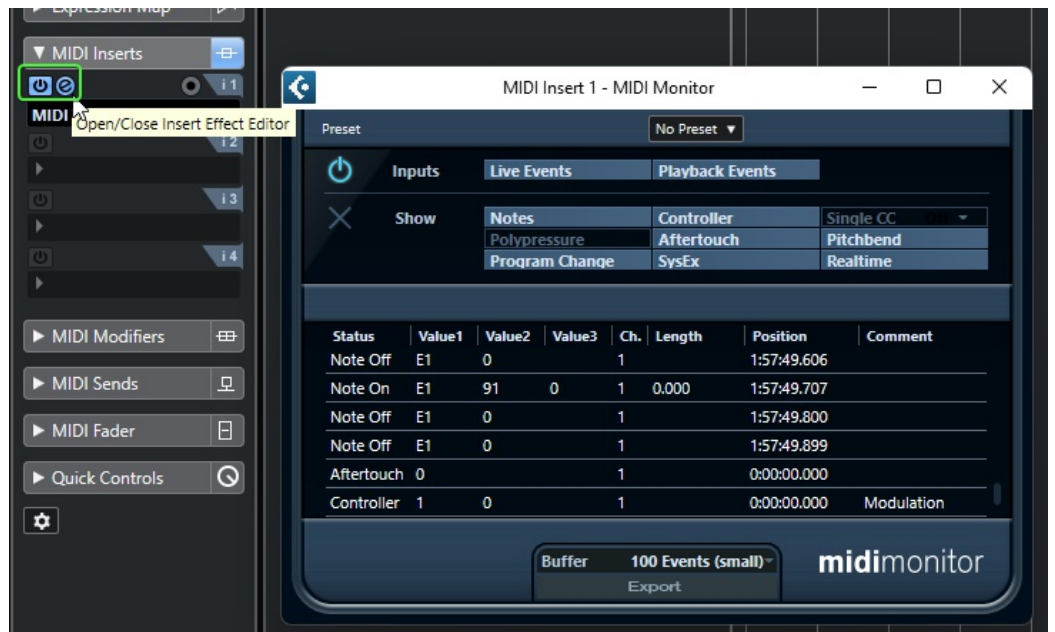 Expression Map
MIDI Inserts
i 1
MIDI
Open/Close Insert Effect Editor
i 2
i 3
i 4
MIDI Modifiers
MIDI Sends
MIDI Fader
Quick Controls
MIDI Insert 1 - MIDI Monitor
Preset No Preset
Inputs Live Events Playback Events
Show Notes Controller Single CC Off
Polypressure Aftertouch Pitchbend
Program Change SysEx Realtime
Status Value1 Value2 Value3 Ch. Length Position Comment
Note Off E1 0 1 1:57:49.606
Note On E1 91 0 1 0.000 1:57:49.707
Note Off E1 0 1 1:57:49.800
Note Off E1 0 1 1:57:49.899
Aftertouch 0 1 0:00:00.000
Controller 1 0 1 0:00:00.000 Modulation
Buffer 100 Events (small)
Export
midimonitor